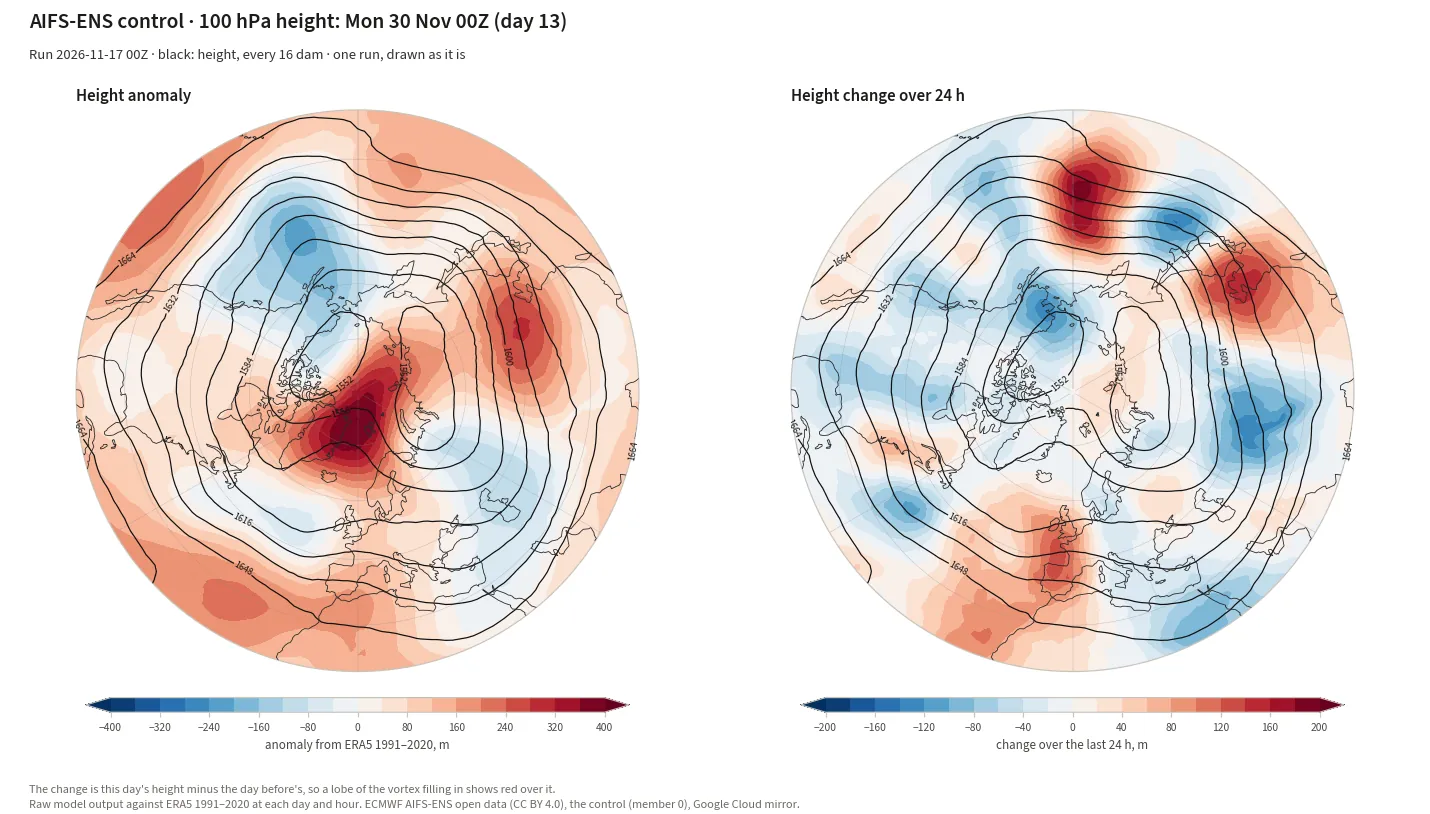 AIFS-ENS control · 100 hPa height: Mon 30 Nov 00Z (day 13)
Run 2026-11-17 00Z · black: height, every 16 dam · one run, drawn as it is
Height anomaly
Height change over 24 h
1664
1632
1584
1552
1600
1664
1616
1648
1664
1664
1632
1584
1552
1568
1600
1664
1616
1648
1664
−400 −320 −240 −160 −80 0 80 160 240 320 400
anomaly from ERA5 1991–2020, m
−200 −160 −120 −80 −40 0 40 80 120 160 200
change over the last 24 h, m
The change is this day's height minus the day before's, so a lobe of the vortex filling in shows red over it.
Raw model output against ERA5 1991–2020 at each day and hour. ECMWF AIFS-ENS open data (CC BY 4.0), the control (member 0), Google Cloud mirror.